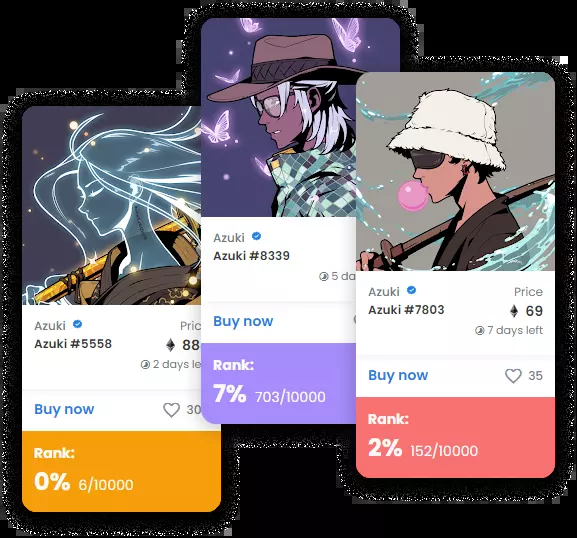 Azuki
Azuki #5558
88
2 days
Buy now
30
Rank:
0% 6/10000
Azuki
Azuki #8339
5
Buy now
Rank:
7% 703/10000
Azuki
Price
Azuki #7803
69
7 days left
Buy now
35
Rank:
2% 152/10000